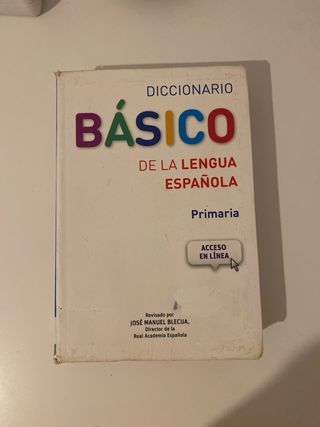 DICCIONARIO
BÁSICO
DE LA LENGUA
ESPAÑOLA
Primaria
ACCESO
EN LÍNEA
Revisado por
JOSÉ MANUEL BLECUA,
Director de la
Real Academia Española